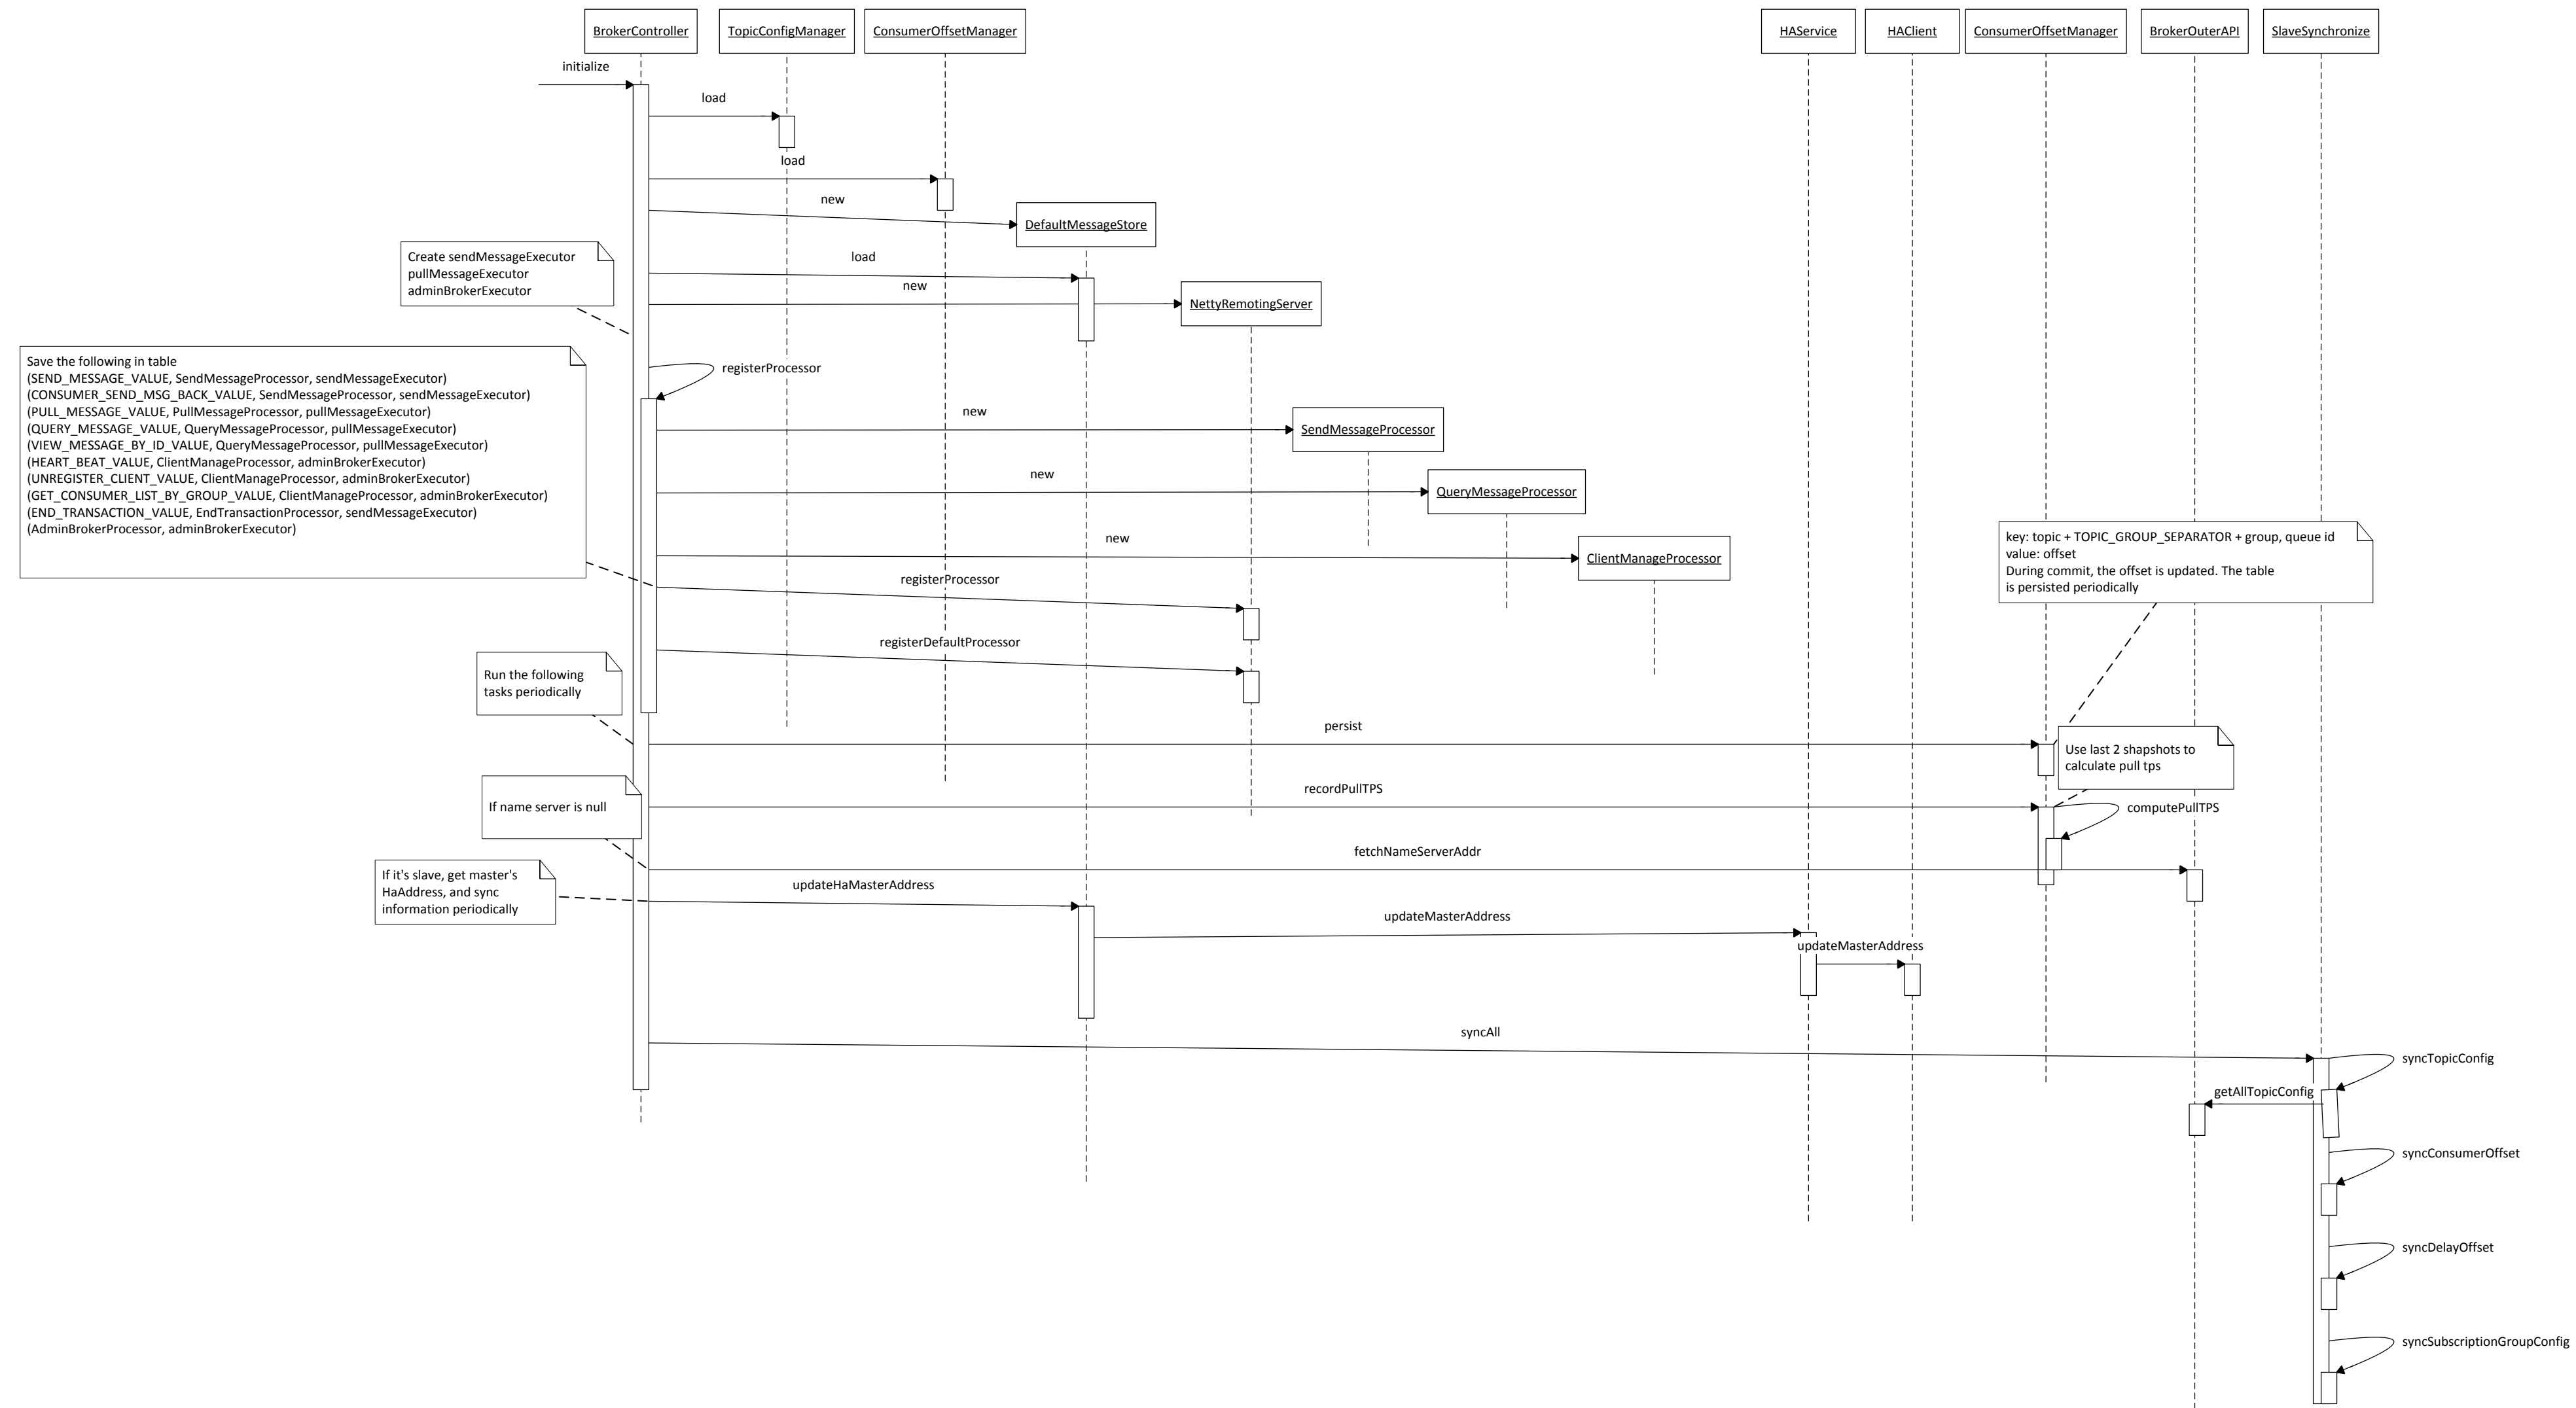 BrokerController
TopicConfigManager
ConsumerOffsetManager
HAService
HAClient
ConsumerOffsetManager
BrokerOuterAPI
SlaveSynchronize
initialize
load
load
new
DefaultMessageStore
Create sendMessageExecutor
pullMessageExecutor
adminBrokerExecutor
load
new
NettyRemotingServer
Save the following in table
(SEND_MESSAGE_VALUE, SendMessageProcessor, sendMessageExecutor)
(CONSUMER_SEND_MSG_BACK_VALUE, SendMessageProcessor, sendMessageExecutor)
(PULL_MESSAGE_VALUE, PullMessageProcessor, pullMessageExecutor)
(QUERY_MESSAGE_VALUE, QueryMessageProcessor, pullMessageExecutor)
(VIEW_MESSAGE_BY_ID_VALUE, QueryMessageProcessor, pullMessageExecutor)
(HEART_BEAT_VALUE, ClientManageProcessor, adminBrokerExecutor)
(UNREGISTER_CLIENT_VALUE, ClientManageProcessor, adminBrokerExecutor)
(GET_CONSUMER_LIST_BY_GROUP_VALUE, ClientManageProcessor, adminBrokerExecutor)
(END_TRANSACTION_VALUE, EndTransactionProcessor, sendMessageExecutor)
(AdminBrokerProcessor, adminBrokerExecutor)
registerProcessor
new
SendMessageProcessor
new
QueryMessageProcessor
new
ClientManageProcessor
key: topic + TOPIC_GROUP_SEPARATOR + group, queue id
value: offset
During commit, the offset is updated. The table
is persisted periodically
registerProcessor
registerDefaultProcessor
Run the following
tasks periodically
persist
Use last 2 shapshots to
calculate pull tps
If name server is null
recordPullTPS
computePullTPS
fetchNameServerAddr
If it's slave, get master's
HaAddress, and sync
information periodically
updateHaMasterAddress
updateMasterAddress
updateMasterAddress
syncAll
syncTopicConfig
getAllTopicConfig
syncConsumerOffset
syncDelayOffset
syncSubscriptionGroupConfig